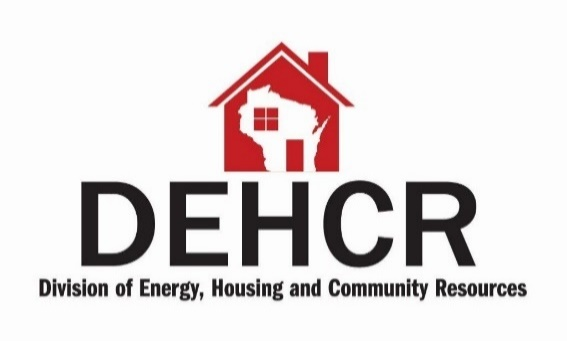 DEHCR
Division of Energy, Housing and Community Resources